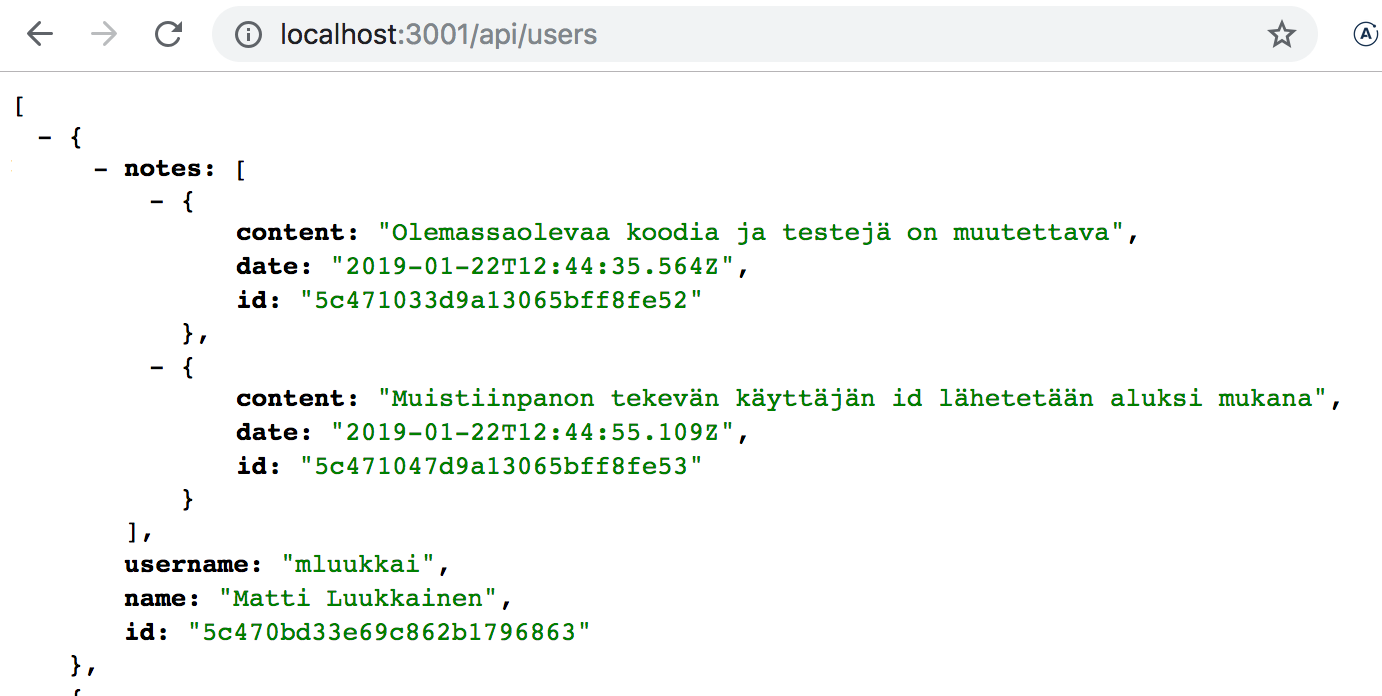 localhost:3001/api/users
A
[
- {
- notes: [
- {
content: "Olemassaolevaa koodia ja testejä on muutettava",
date: "2019-01-22T12:44:35.564Z",
id: "5c471033d9a13065bff8fe52"
},
- {
content: "Muistiinpanon tekevän käyttäjän id lähetetään aluksi mukana",
date: "2019-01-22T12:44:55.109Z",
id: "5c471047d9a13065bff8fe53"
}
],
username: "mluukkai",
name: "Matti Luukkainen",
id: "5c470bd33e69c862b1796863"
},
{